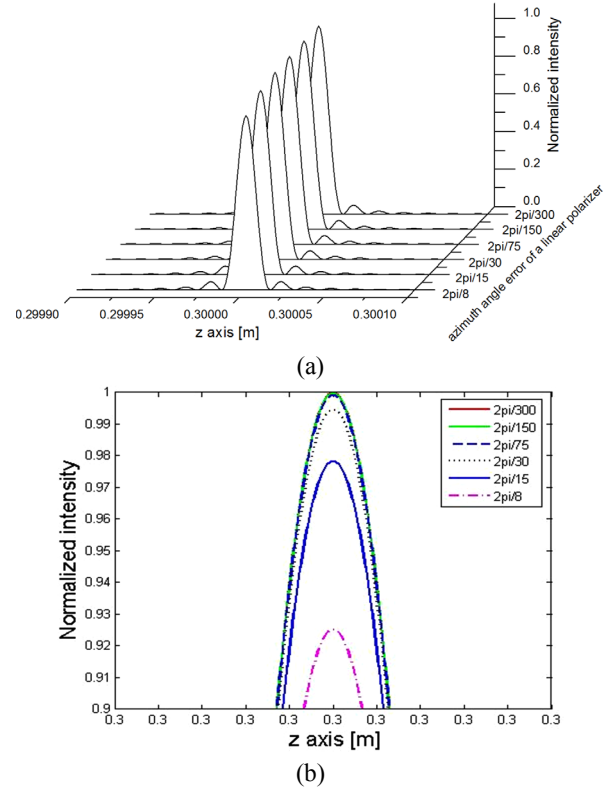 1.0
0.8
0.6
0.4
0.2
0.0
Normalized intensity
2pi/300
2pi/150
2pi/75
2pi/30
2pi/15
2pi/8
azimuth angle error of a linear polarizer
0.29990 0.29995 0.30000 0.30005 0.30010
z axis [m]
(a)
1
0.99
0.98
0.97
0.96
0.95
0.94
0.93
0.92
0.91
0.9
Normalized intensity
2pi/300
2pi/150
2pi/75
2pi/30
2pi/15
2pi/8
0.3 0.3 0.3 0.3 0.3 0.3 0.3 0.3 0.3 0.3 0.3
z axis [m]
(b)